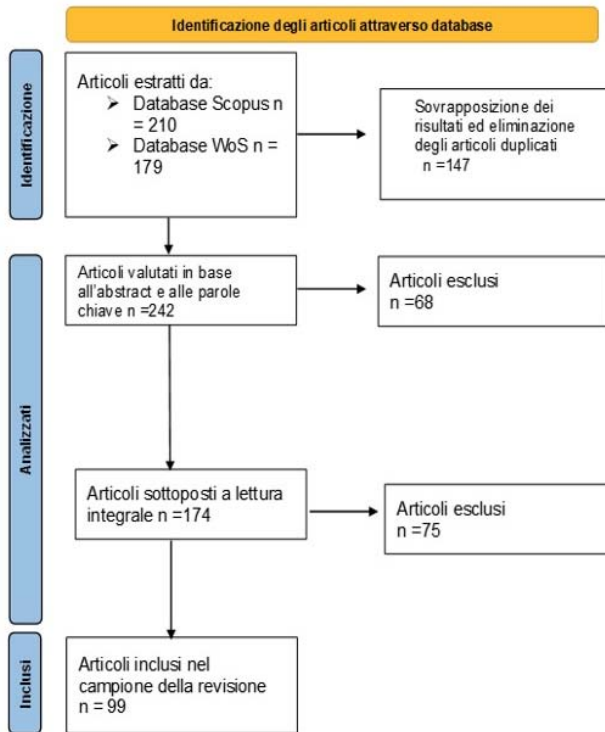 Identificazione degli articoli attraverso database
Identificazione
Articoli estratti da:
➢ Database Scopus n
= 210
➢ Database WoS n =
179
Sovrapposizione dei
risultati ed eliminazione
degli articoli duplicati
n =147
Analizzati
Articoli valutati in base
all'abstract e alle parole
chiave n =242
Articoli esclusi
n =68
Articoli sottoposti a lettura
integrale n =174
Articoli esclusi
n =75
Inclusi
Articoli inclusi nel
campione della revisione
n = 99